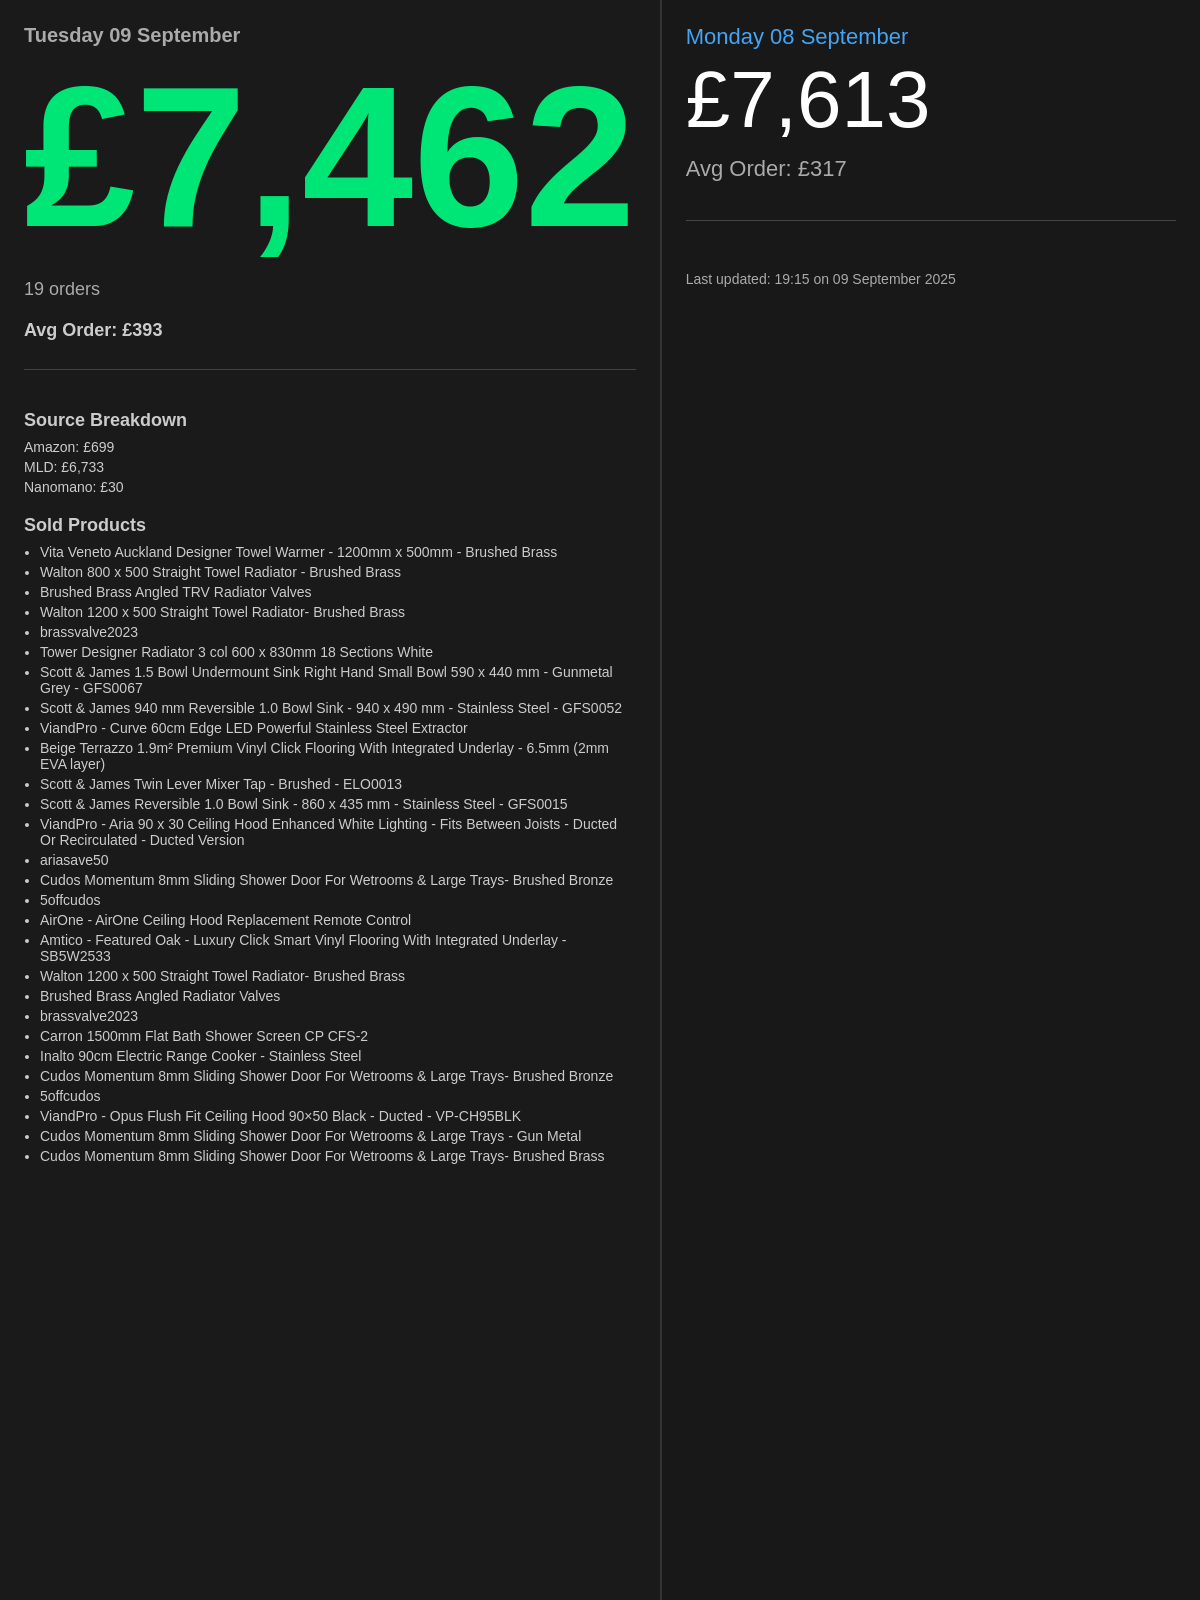 Tuesday 09 September
£7,462
19 orders
Avg Order: £393
Source Breakdown
Amazon: £699
MLD: £6,733
Nanomano: £30
Sold Products
• Vita Veneto Auckland Designer Towel Warmer - 1200mm x 500mm - Brushed Brass
• Walton 800 x 500 Straight Towel Radiator - Brushed Brass
• Brushed Brass Angled TRV Radiator Valves
• Walton 1200 x 500 Straight Towel Radiator- Brushed Brass
• brassvalve2023
• Tower Designer Radiator 3 col 600 x 830mm 18 Sections White
• Scott & James 1.5 Bowl Undermount Sink Right Hand Small Bowl 590 x 440 mm - Gunmetal
Grey - GFS0067
• Scott & James 940 mm Reversible 1.0 Bowl Sink - 940 x 490 mm - Stainless Steel - GFS0052
• ViandPro - Curve 60cm Edge LED Powerful Stainless Steel Extractor
• Beige Terrazzo 1.9m² Premium Vinyl Click Flooring With Integrated Underlay - 6.5mm (2mm
EVA layer)
• Scott & James Twin Lever Mixer Tap - Brushed - ELO0013
• Scott & James Reversible 1.0 Bowl Sink - 860 x 435 mm - Stainless Steel - GFS0015
• ViandPro - Aria 90 x 30 Ceiling Hood Enhanced White Lighting - Fits Between Joists - Ducted
Or Recirculated - Ducted Version
• ariasave50
• Cudos Momentum 8mm Sliding Shower Door For Wetrooms & Large Trays- Brushed Bronze
• 5offcudos
• AirOne - AirOne Ceiling Hood Replacement Remote Control
• Amtico - Featured Oak - Luxury Click Smart Vinyl Flooring With Integrated Underlay -
SB5W2533
• Walton 1200 x 500 Straight Towel Radiator- Brushed Brass
• Brushed Brass Angled Radiator Valves
• brassvalve2023
• Carron 1500mm Flat Bath Shower Screen CP CFS-2
• Inalto 90cm Electric Range Cooker - Stainless Steel
• Cudos Momentum 8mm Sliding Shower Door For Wetrooms & Large Trays- Brushed Bronze
• 5offcudos
• ViandPro - Opus Flush Fit Ceiling Hood 90×50 Black - Ducted - VP-CH95BLK
• Cudos Momentum 8mm Sliding Shower Door For Wetrooms & Large Trays - Gun Metal
• Cudos Momentum 8mm Sliding Shower Door For Wetrooms & Large Trays- Brushed Brass
Monday 08 September
£7,613
Avg Order: £317
Last updated: 19:15 on 09 September 2025